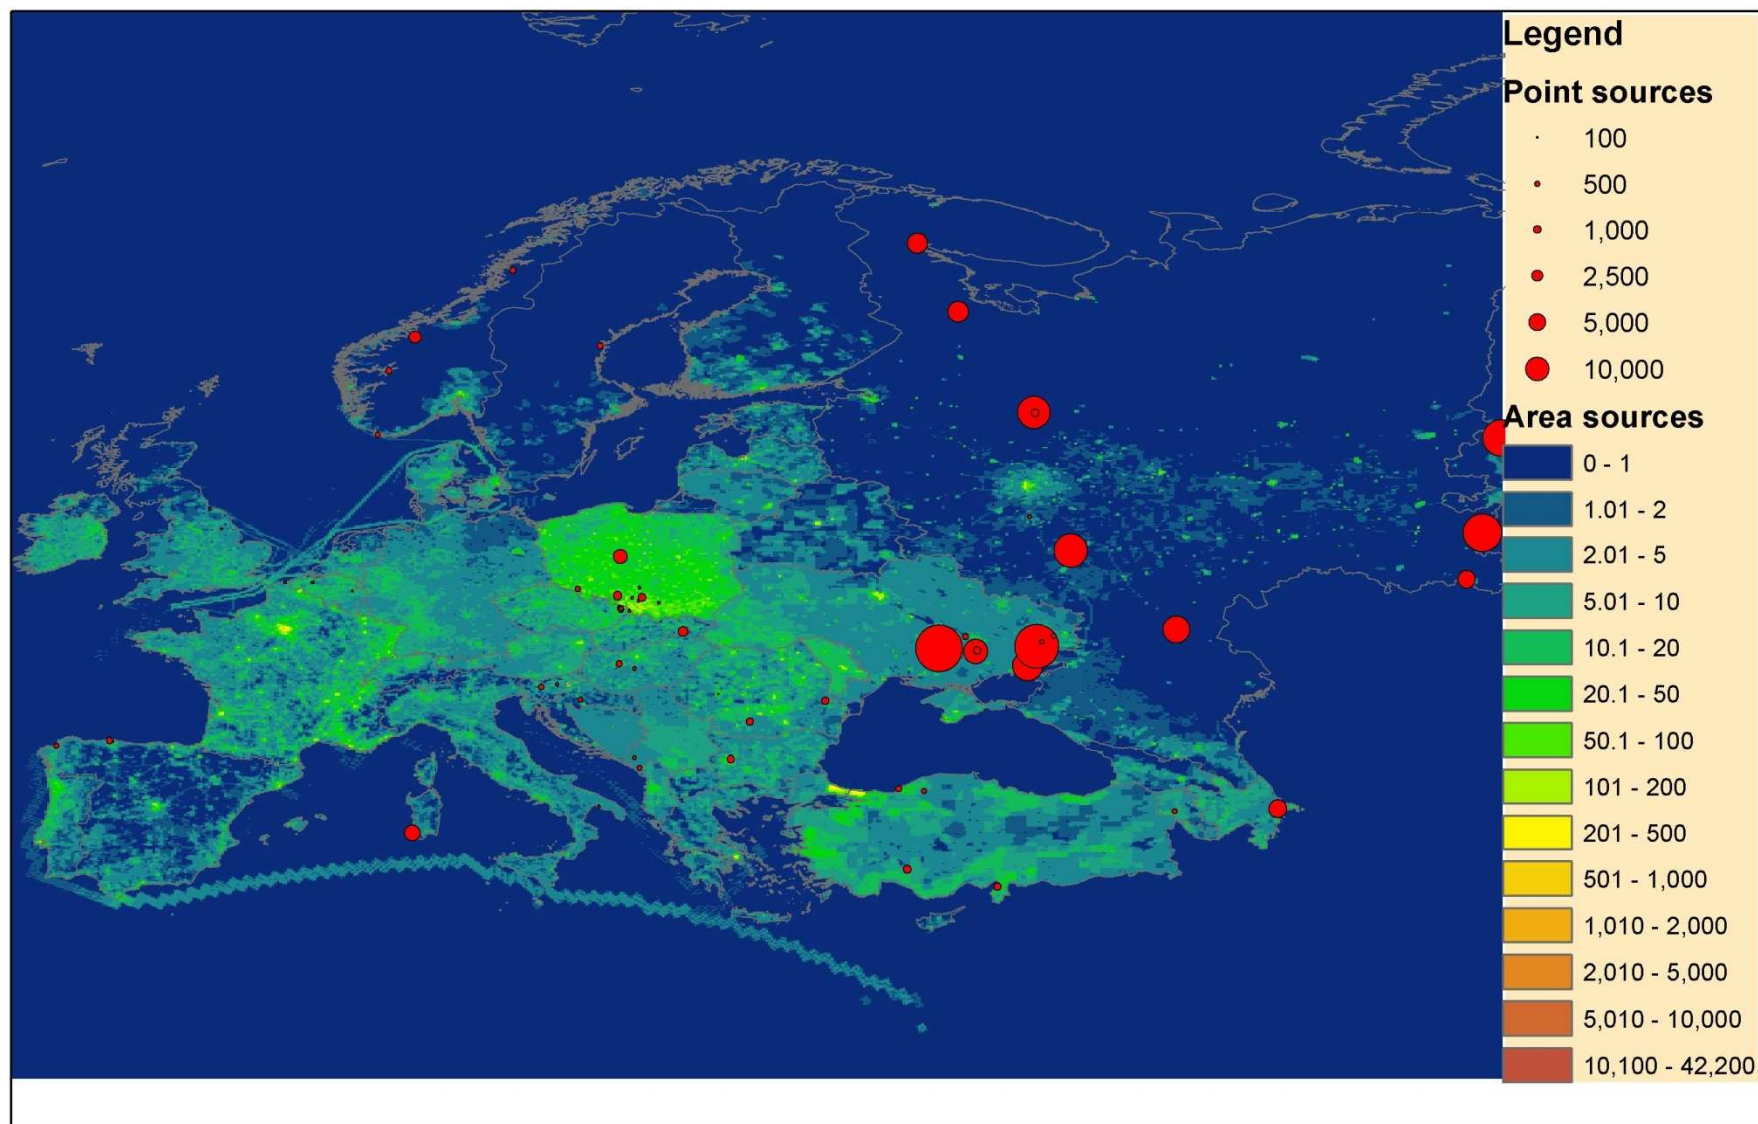 Legend
Point sources
100
500
1,000
2,500
5,000
10,000
Area sources
0 - 1
1.01 - 2
2.01 - 5
5.01 - 10
10.1 - 20
20.1 - 50
50.1 - 100
101 - 200
201 - 500
501 - 1,000
1,010 - 2,000
2,010 - 5,000
5,010 - 10,000
10,100 - 42,200